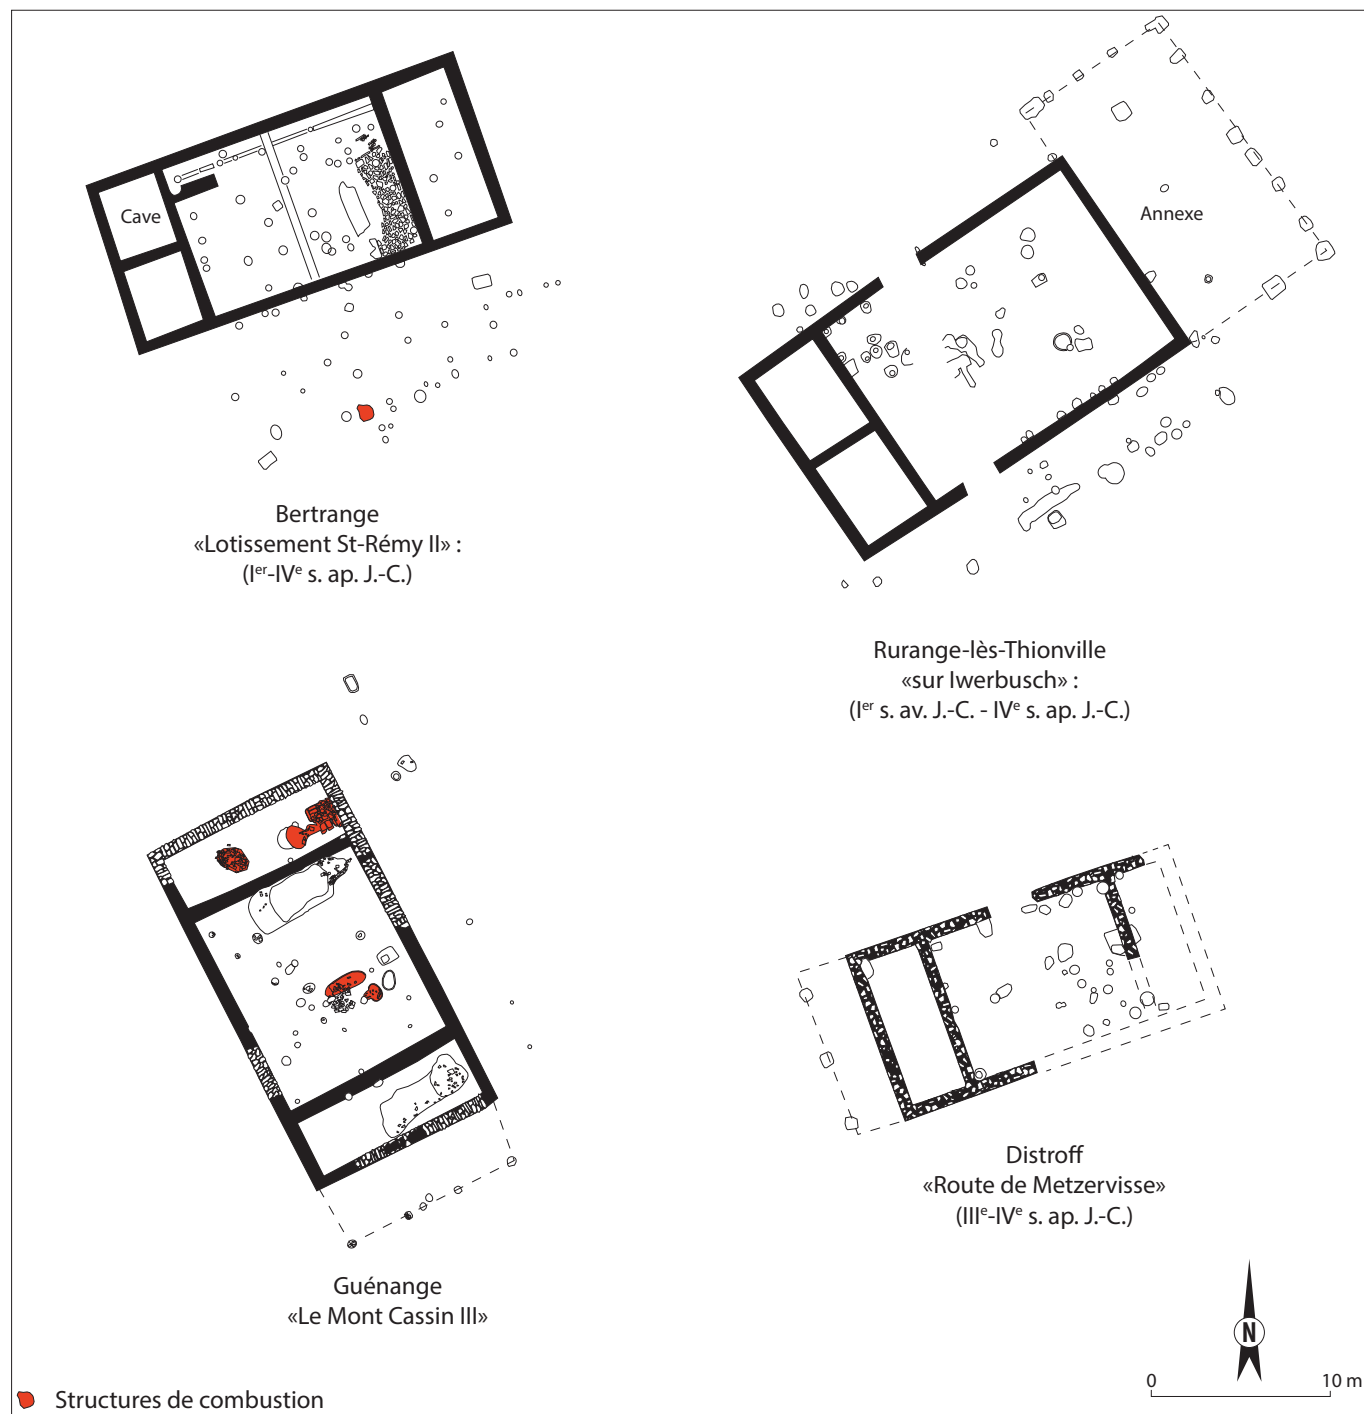 Cave
Annexe
Bertrange
«Lotissement St-Rémy II» :
(Iᵉʳ-IVᵉ s. ap. J.-C.)
Rurange-lès-Thionville
«sur Iwerbusch» :
(Iᵉʳ s. av. J.-C. - IVᵉ s. ap. J.-C.)
Guénange
«Le Mont Cassin III»
Distroff
«Route de Metzervisse»
(IIIᵉ-IVᵉ s. ap. J.-C.)
N
0 10 m
Structures de combustion